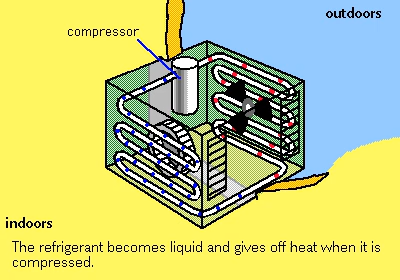 outdoors
compressor
indoors
The refrigerant becomes liquid and gives off heat when it is
compressed.